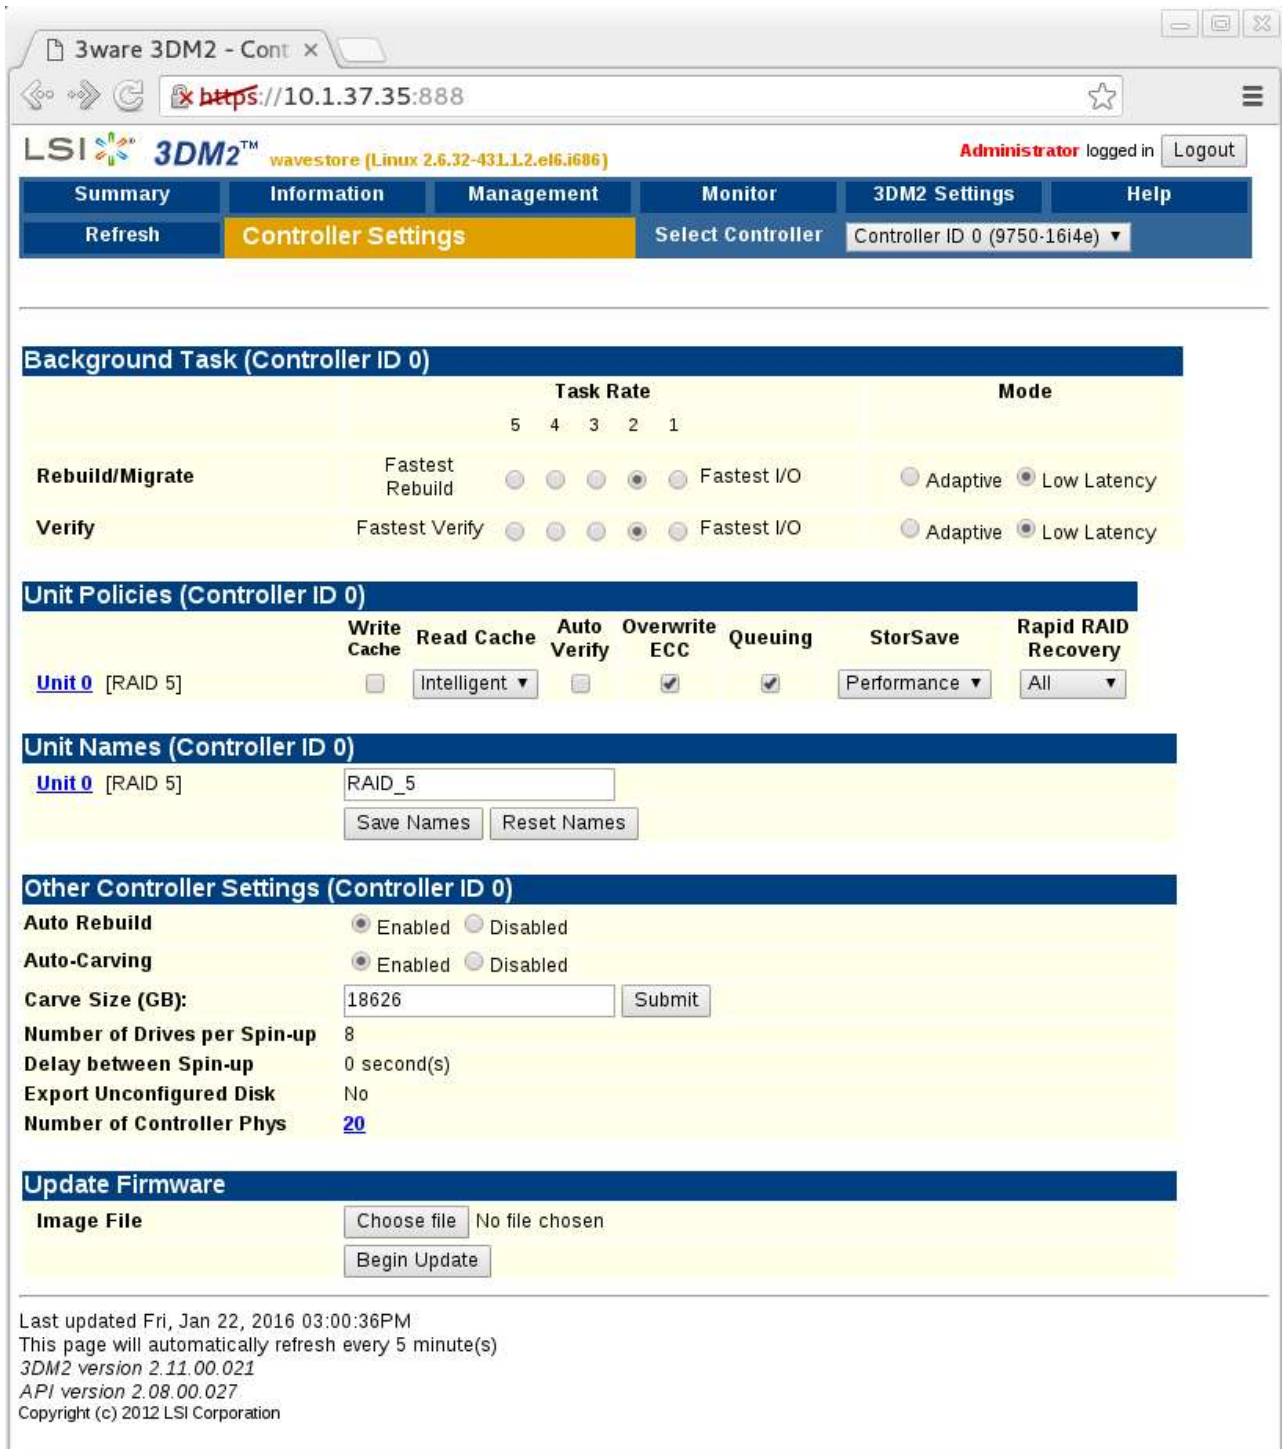 3ware 3DM2 - Cont
https://10.1.37.35:888
LSI 3DM2™ wavestore (Linux 2.6.32-431.1.2.el6.i686) Administrator logged in Logout
Summary Information Management Monitor 3DM2 Settings Help
Refresh Controller Settings Select Controller Controller ID 0 (9750-16i4e)
Background Task (Controller ID 0)
Task Rate Mode
5 4 3 2 1
Rebuild/Migrate Fastest Rebuild Fastest I/O Adaptive Low Latency
Verify Fastest Verify Fastest I/O Adaptive Low Latency
Unit Policies (Controller ID 0)
Write Cache Read Cache Auto Verify Overwrite ECC Queuing StorSave Rapid RAID Recovery
Unit 0 [RAID 5] Intelligent Performance All
Unit Names (Controller ID 0)
Unit 0 [RAID 5] RAID_5
Save Names Reset Names
Other Controller Settings (Controller ID 0)
Auto Rebuild Enabled Disabled
Auto-Carving Enabled Disabled
Carve Size (GB): 18626 Submit
Number of Drives per Spin-up 8
Delay between Spin-up 0 second(s)
Export Unconfigured Disk No
Number of Controller Phys 20
Update Firmware
Image File Choose file No file chosen
Begin Update
Last updated Fri, Jan 22, 2016 03:00:36PM
This page will automatically refresh every 5 minute(s)
3DM2 version 2.11.00.021
API version 2.08.00.027
Copyright (c) 2012 LSI Corporation